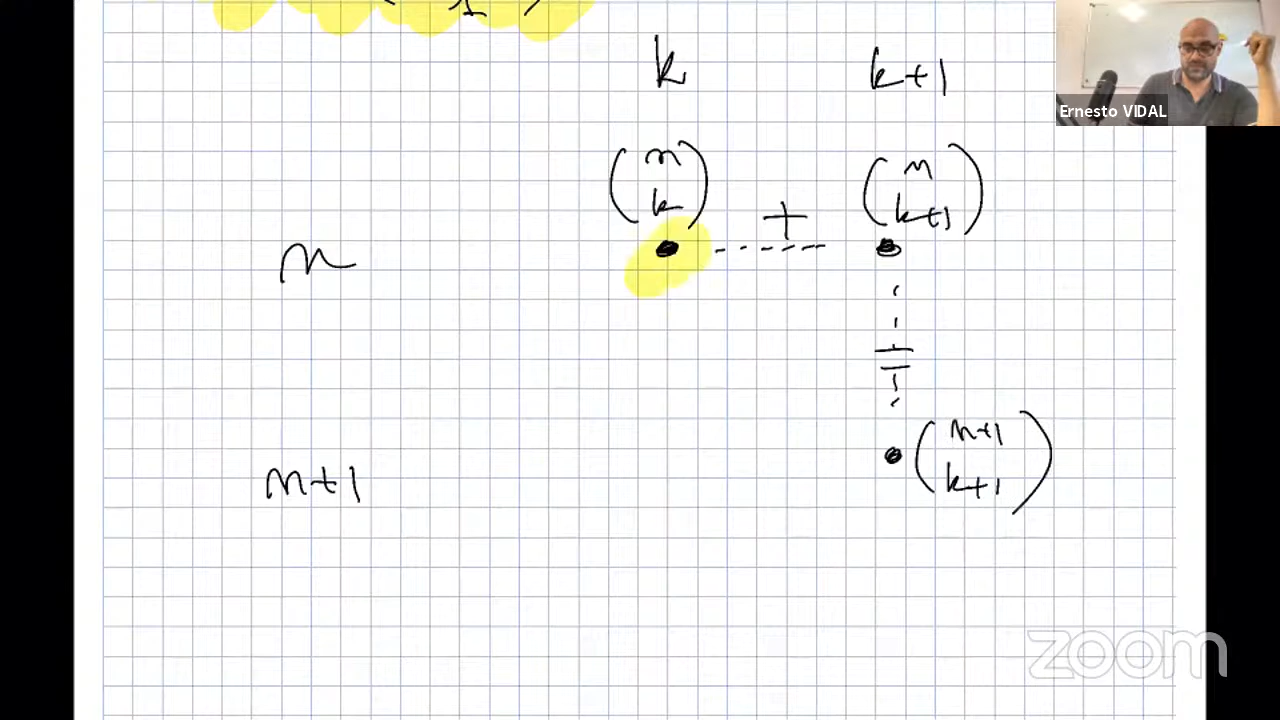 k k+1
Ernesto VIDAL
(n k) + (n k+1)
n
=
(n+1 k+1)
n+1
zoom